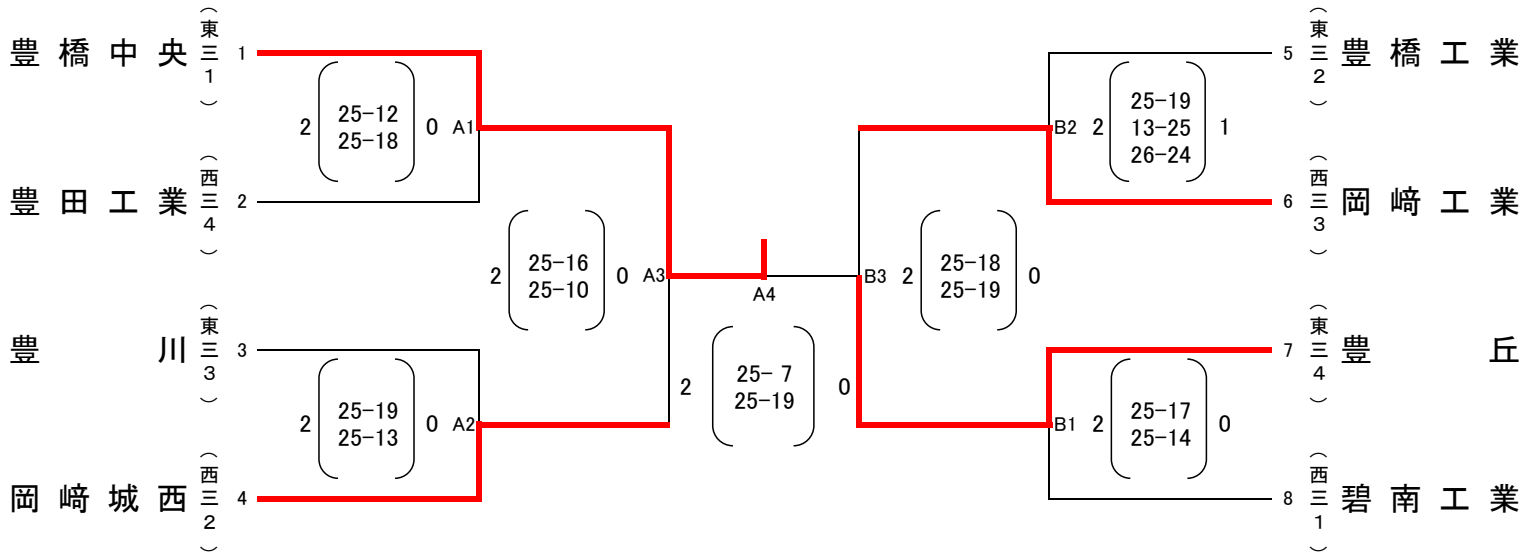 豊橋中央 （東三1） 1
2 25-12 25-18 0 A1
豊田工業 （西三4） 2
2 25-16 25-10 0 A3
豊川 （東三3） 3
2 25-19 25-13 0 A2
岡﨑城西 （西三2） 4
A4
2 25- 7 25-19 0
5 （東三2） 豊橋工業
B2 2 25-19 13-25 26-24 1
6 （西三3） 岡﨑工業
B3 2 25-18 25-19 0
7 （東三4） 豊丘
B1 2 25-17 25-14 0
8 （西三1） 碧南工業